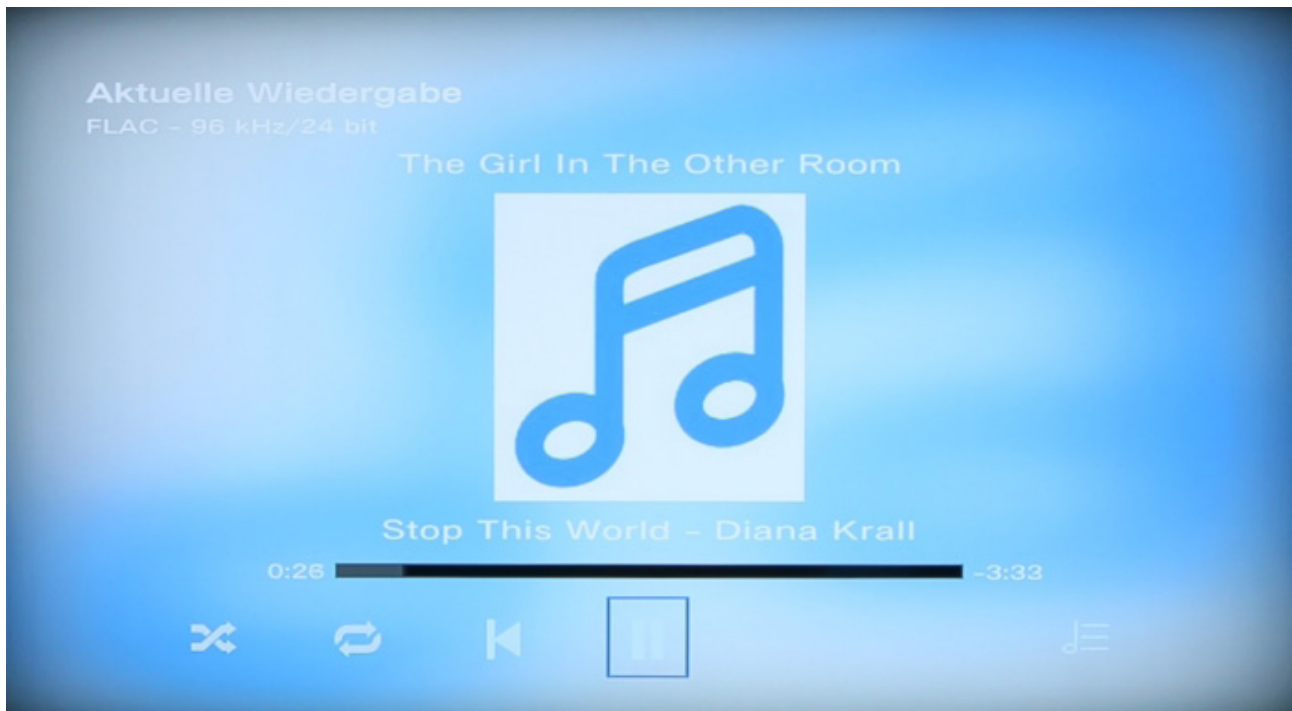 Aktuelle Wiedergabe
FLAC - 96 kHz/24 bit
The Girl In The Other Room
Stop This World - Diana Krall
0:26
-3:33